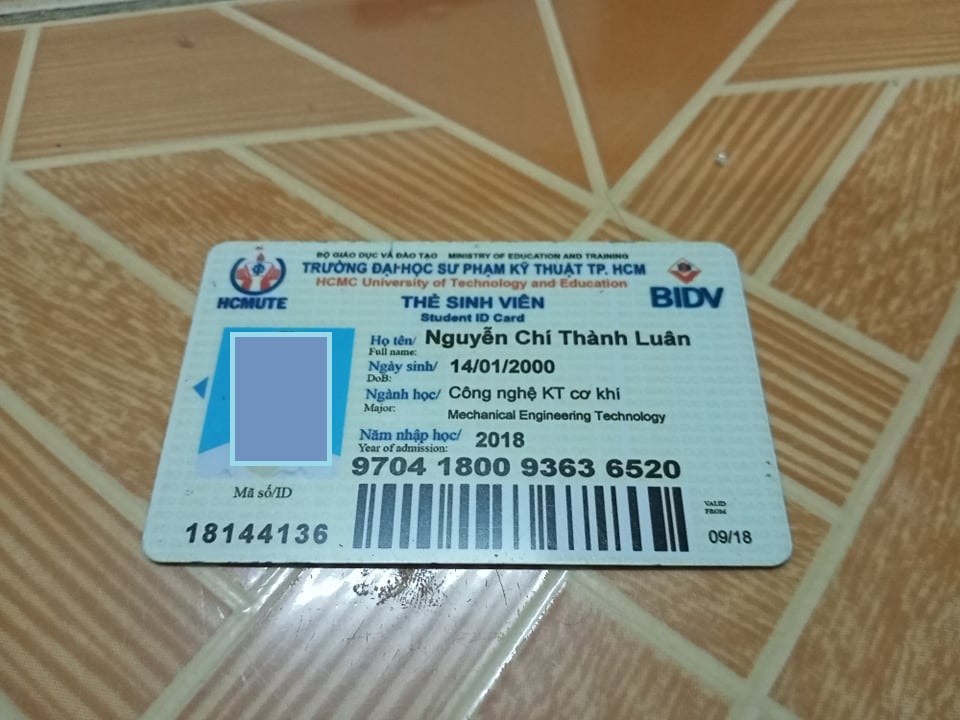 BỘ GIÁO DỤC VÀ ĐÀO TẠO MINISTRY OF EDUCATION AND TRAINING
TRƯỜNG ĐẠI HỌC SƯ PHẠM KỸ THUẬT TP. HCM
HCMC University of Technology and Education
HCMUTE
BIDV
THẺ SINH VIÊN
Student ID Card
Họ tên/ Nguyễn Chí Thành Luân
Full name:
Ngày sinh/ 14/01/2000
DoB:
Ngành học/ Công nghệ KT cơ khí
Major: Mechanical Engineering Technology
Năm nhập học/ 2018
Year of admission:
9704 1800 9363 6520
Mã số/ID
18144136
VALID
FROM
09/18